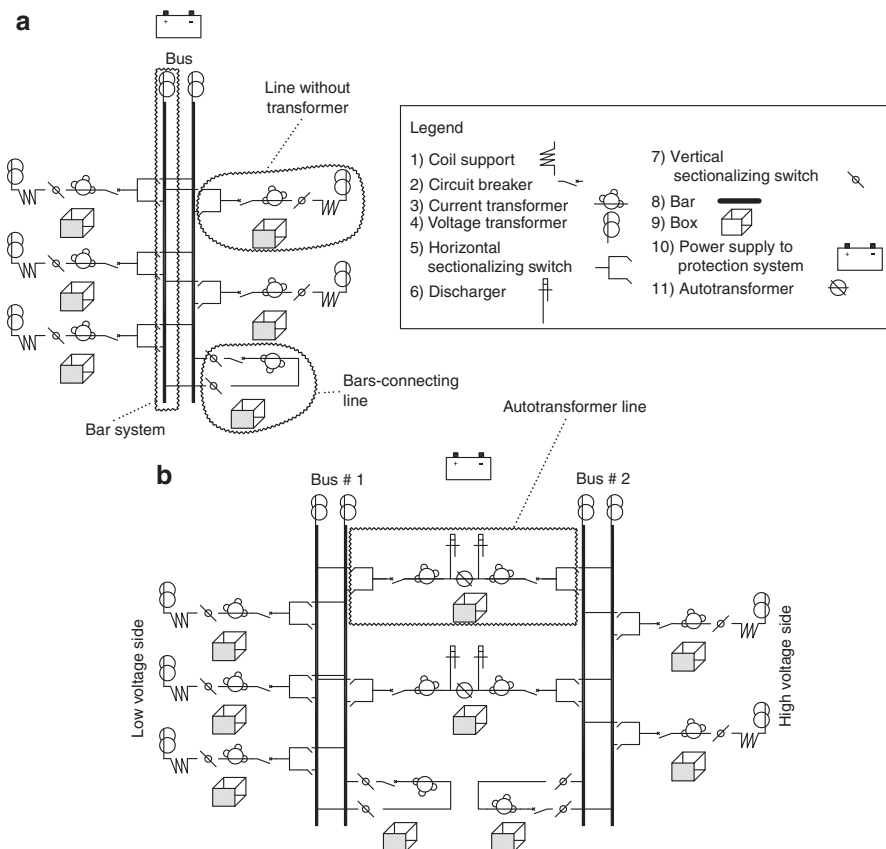 a
+ -
Bus
Line without
transformer
Bar system
Bars-connecting
line
Legend
1) Coil support
2) Circuit breaker
3) Current transformer
4) Voltage transformer
5) Horizontal
sectionalizing switch
6) Discharger
7) Vertical
sectionalizing switch
8) Bar
9) Box
10) Power supply to
protection system
+ -
11) Autotransformer
b
Autotransformer line
+ -
Bus # 1
Bus # 2
Low voltage side
High voltage side